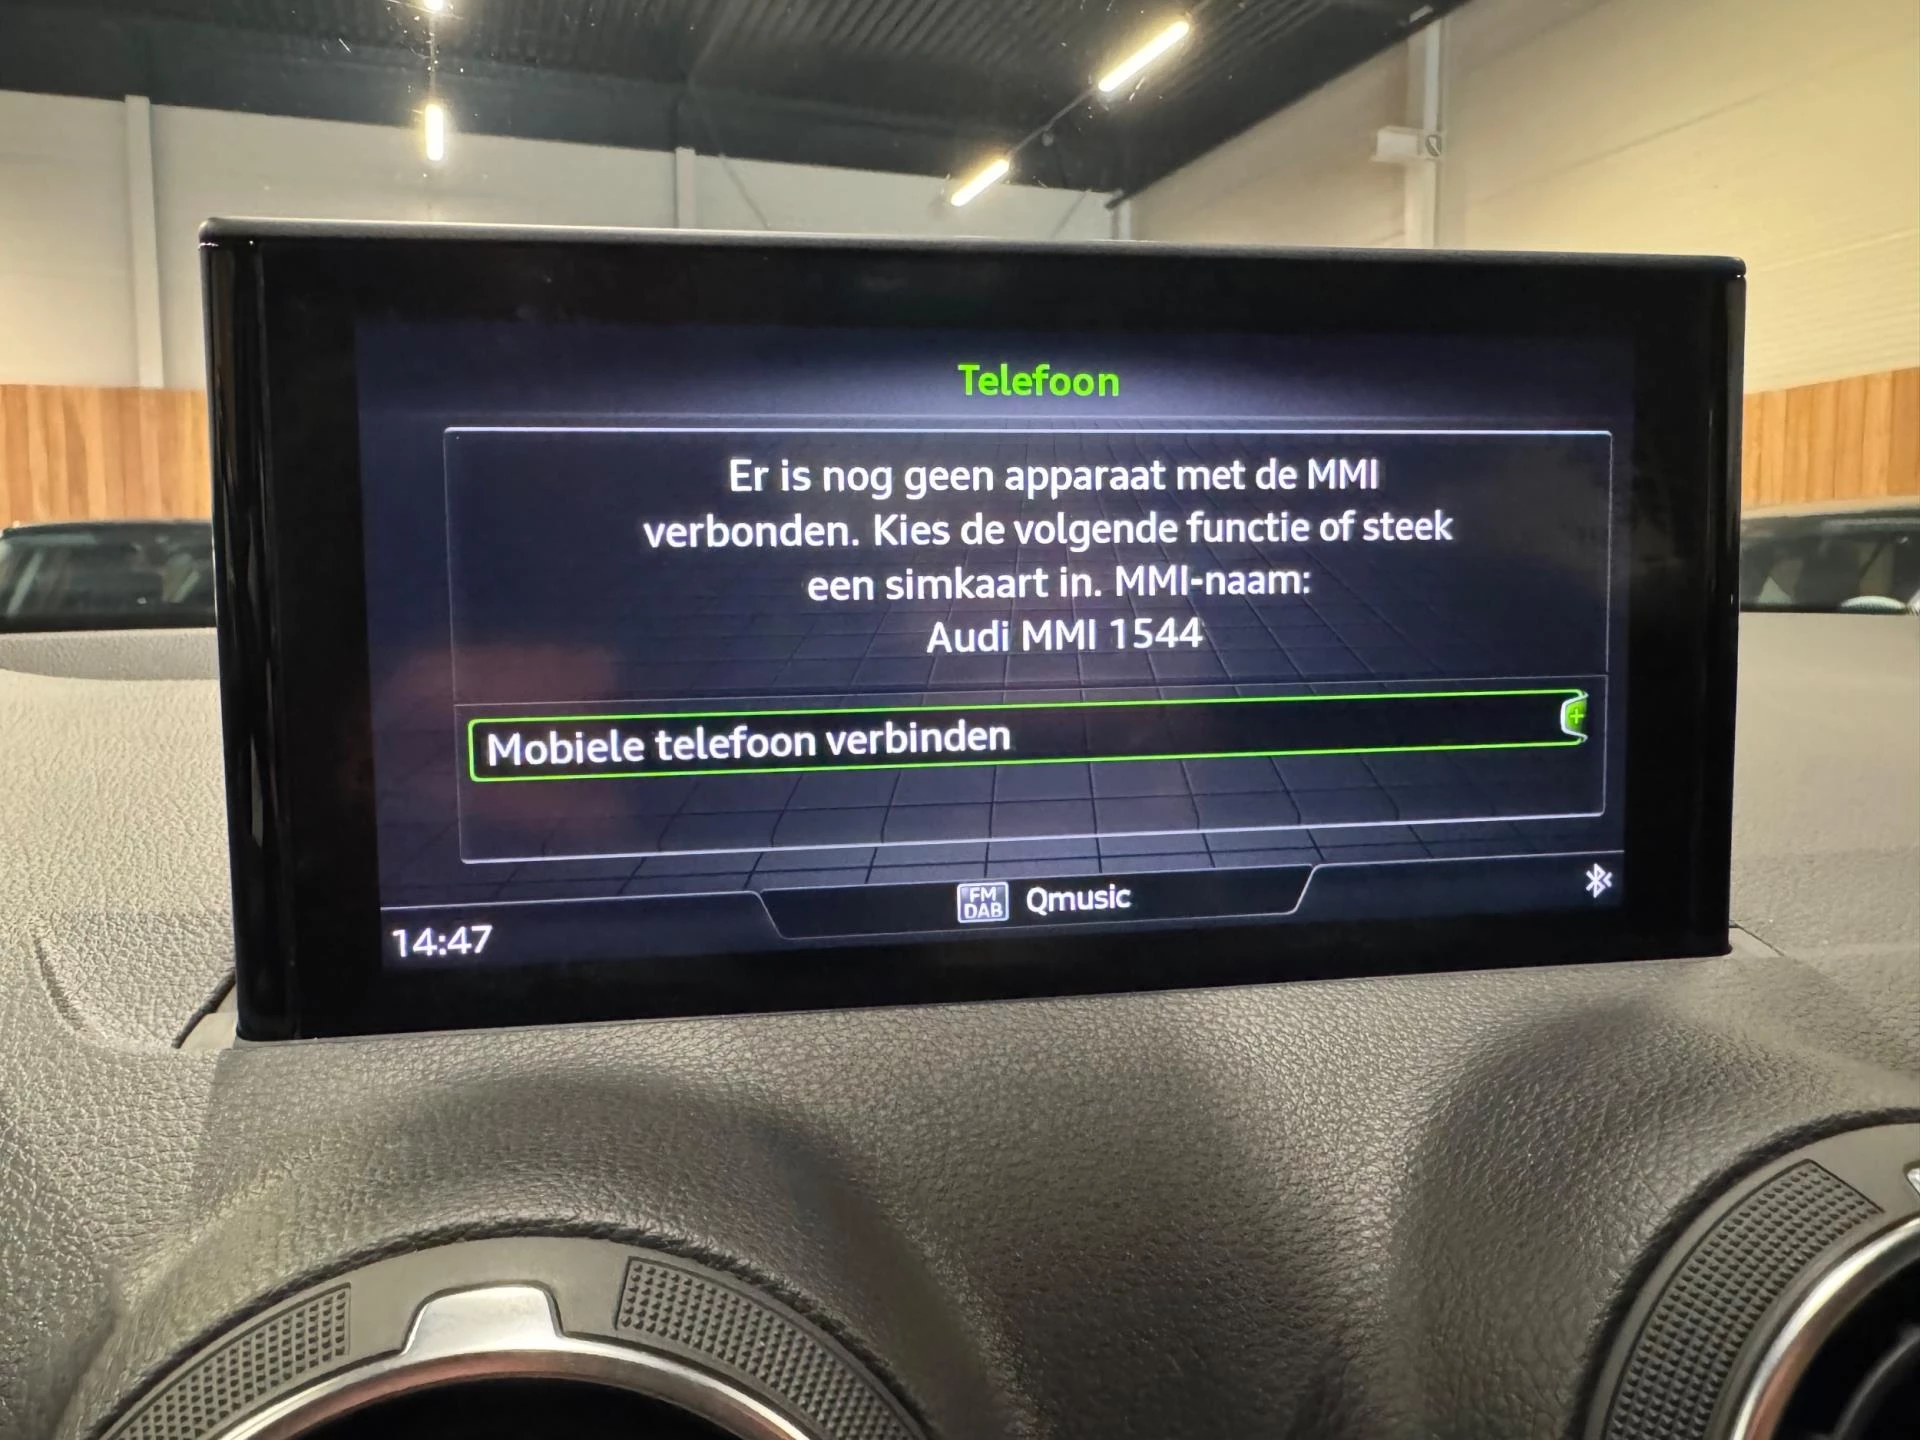 Telefoon
Er is nog geen apparaat met de MMI
verbonden. Kies de volgende functie of steek
een simkaart in. MMI-naam:
Audi MMI 1544
Mobiele telefoon verbinden
FM
DAB
Qmusic
14:47